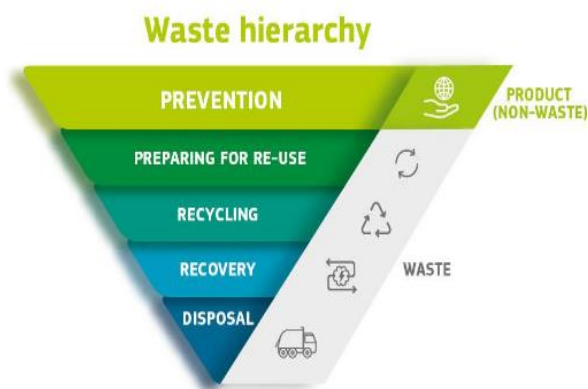 Waste hierarchy
PREVENTION
PRODUCT
(NON-WASTE)
PREPARING FOR RE-USE
RECYCLING
RECOVERY
WASTE
DISPOSAL